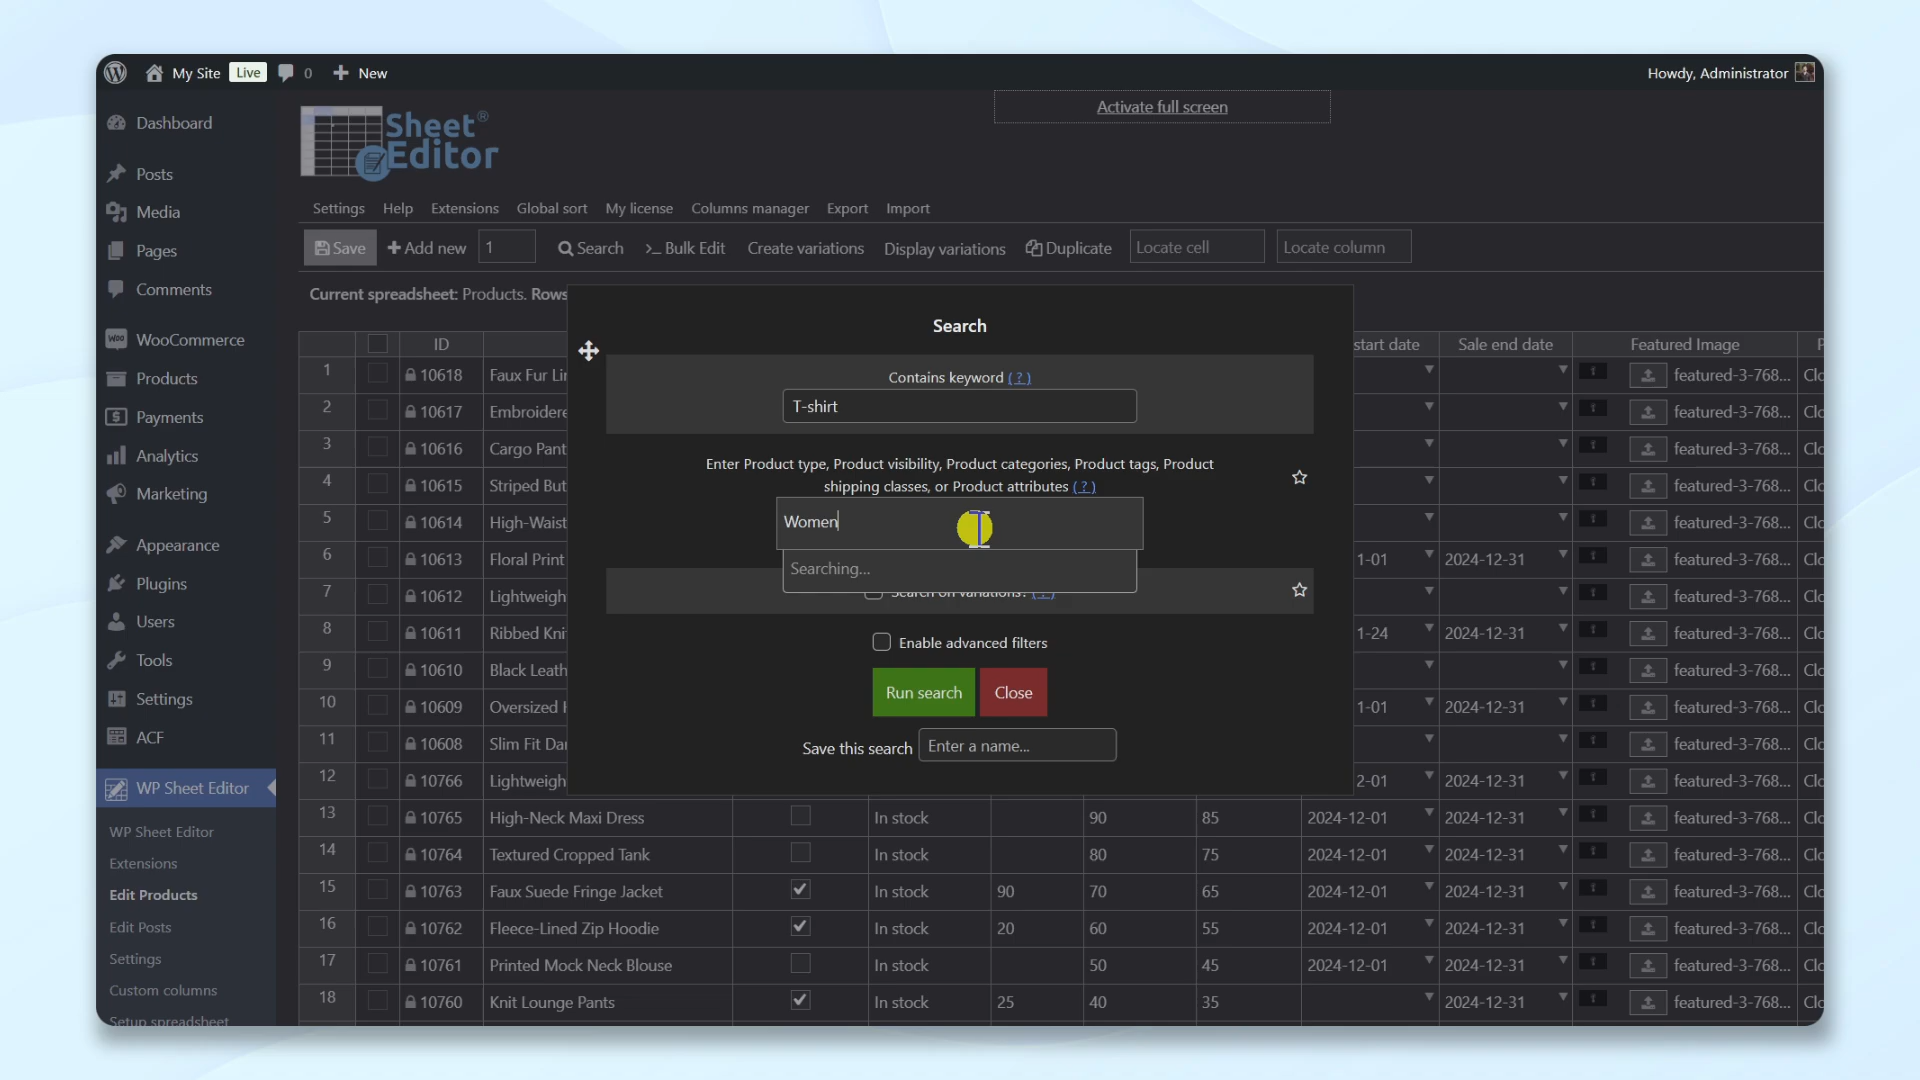 My Site Live 0 New Howdy, Administrator
Activate full screen
Sheet®
Editor
Dashboard
Posts
Media
Pages
Comments
WooCommerce
Products
Payments
Analytics
Marketing
Appearance
Plugins
Users
Tools
Settings
ACF
WP Sheet Editor
WP Sheet Editor
Extensions
Edit Products
Edit Posts
Settings
Custom columns
Setup spreadsheet
Settings Help Extensions Global sort My license Columns manager Export Import
Save Add new 1 Search Bulk Edit Create variations Display variations Duplicate Locate cell Locate column
Current spreadsheet: Products. Rows
ID start date Sale end date Featured Image
1 10618 Faux Fur Li featured-3-768...
2 10617 Embroidere featured-3-768...
3 10616 Cargo Pant featured-3-768...
4 10615 Striped But featured-3-768...
5 10614 High-Waist featured-3-768...
6 10613 Floral Print 1-01 2024-12-31 featured-3-768...
7 10612 Lightweigh featured-3-768...
8 10611 Ribbed Kni 1-24 2024-12-31 featured-3-768...
9 10610 Black Leath featured-3-768...
10 10609 Oversized 1-01 2024-12-31 featured-3-768...
11 10608 Slim Fit Da featured-3-768...
12 10766 Lightweigh 2-01 2024-12-31 featured-3-768...
13 10765 High-Neck Maxi Dress In stock 90 85 2024-12-01 2024-12-31 featured-3-768...
14 10764 Textured Cropped Tank In stock 80 75 2024-12-01 2024-12-31 featured-3-768...
15 10763 Faux Suede Fringe Jacket In stock 90 70 65 2024-12-01 2024-12-31 featured-3-768...
16 10762 Fleece-Lined Zip Hoodie In stock 20 60 55 2024-12-01 2024-12-31 featured-3-768...
17 10761 Printed Mock Neck Blouse In stock 50 45 2024-12-01 2024-12-31 featured-3-768...
18 10760 Knit Lounge Pants In stock 25 40 35 2024-12-31 featured-3-768...
Search
Contains keyword (?)
T-shirt
Enter Product type, Product visibility, Product categories, Product tags, Product
shipping classes, or Product attributes (?)
Women
Searching...
Search on variations? (?)
Enable advanced filters
Run search Close
Save this search Enter a name...